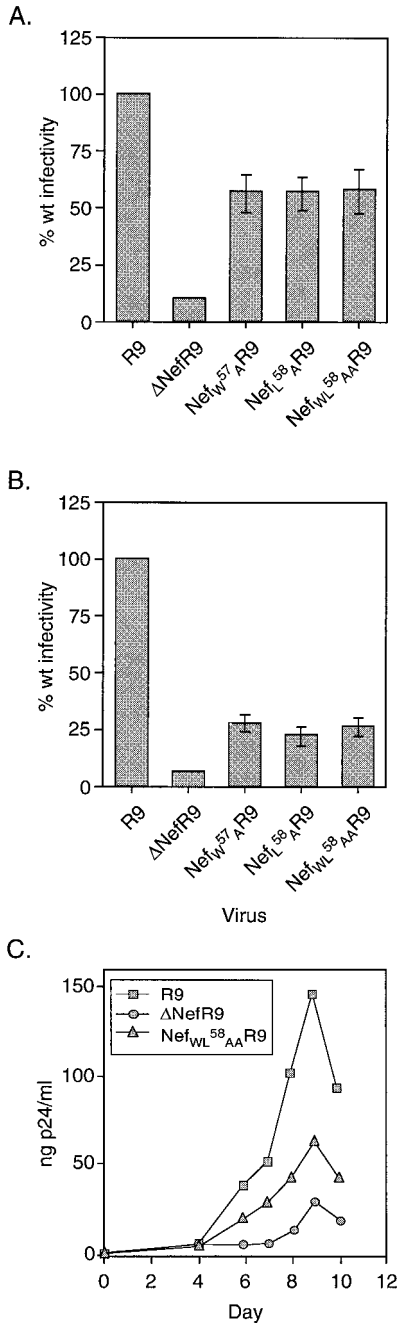 A.
125
100
75
50
25
0
% wt infectivity
R9
ΔNefR9
NefW57AR9
NefL58AR9
NefWL58AAR9
B.
125
100
75
50
25
0
% wt infectivity
R9
ΔNefR9
NefW57AR9
NefL58AR9
NefWL58AAR9
Virus
C.
150
100
50
0
ng p24/ml
R9
ΔNefR9
NefWL58AAR9
0 2 4 6 8 10 12
Day